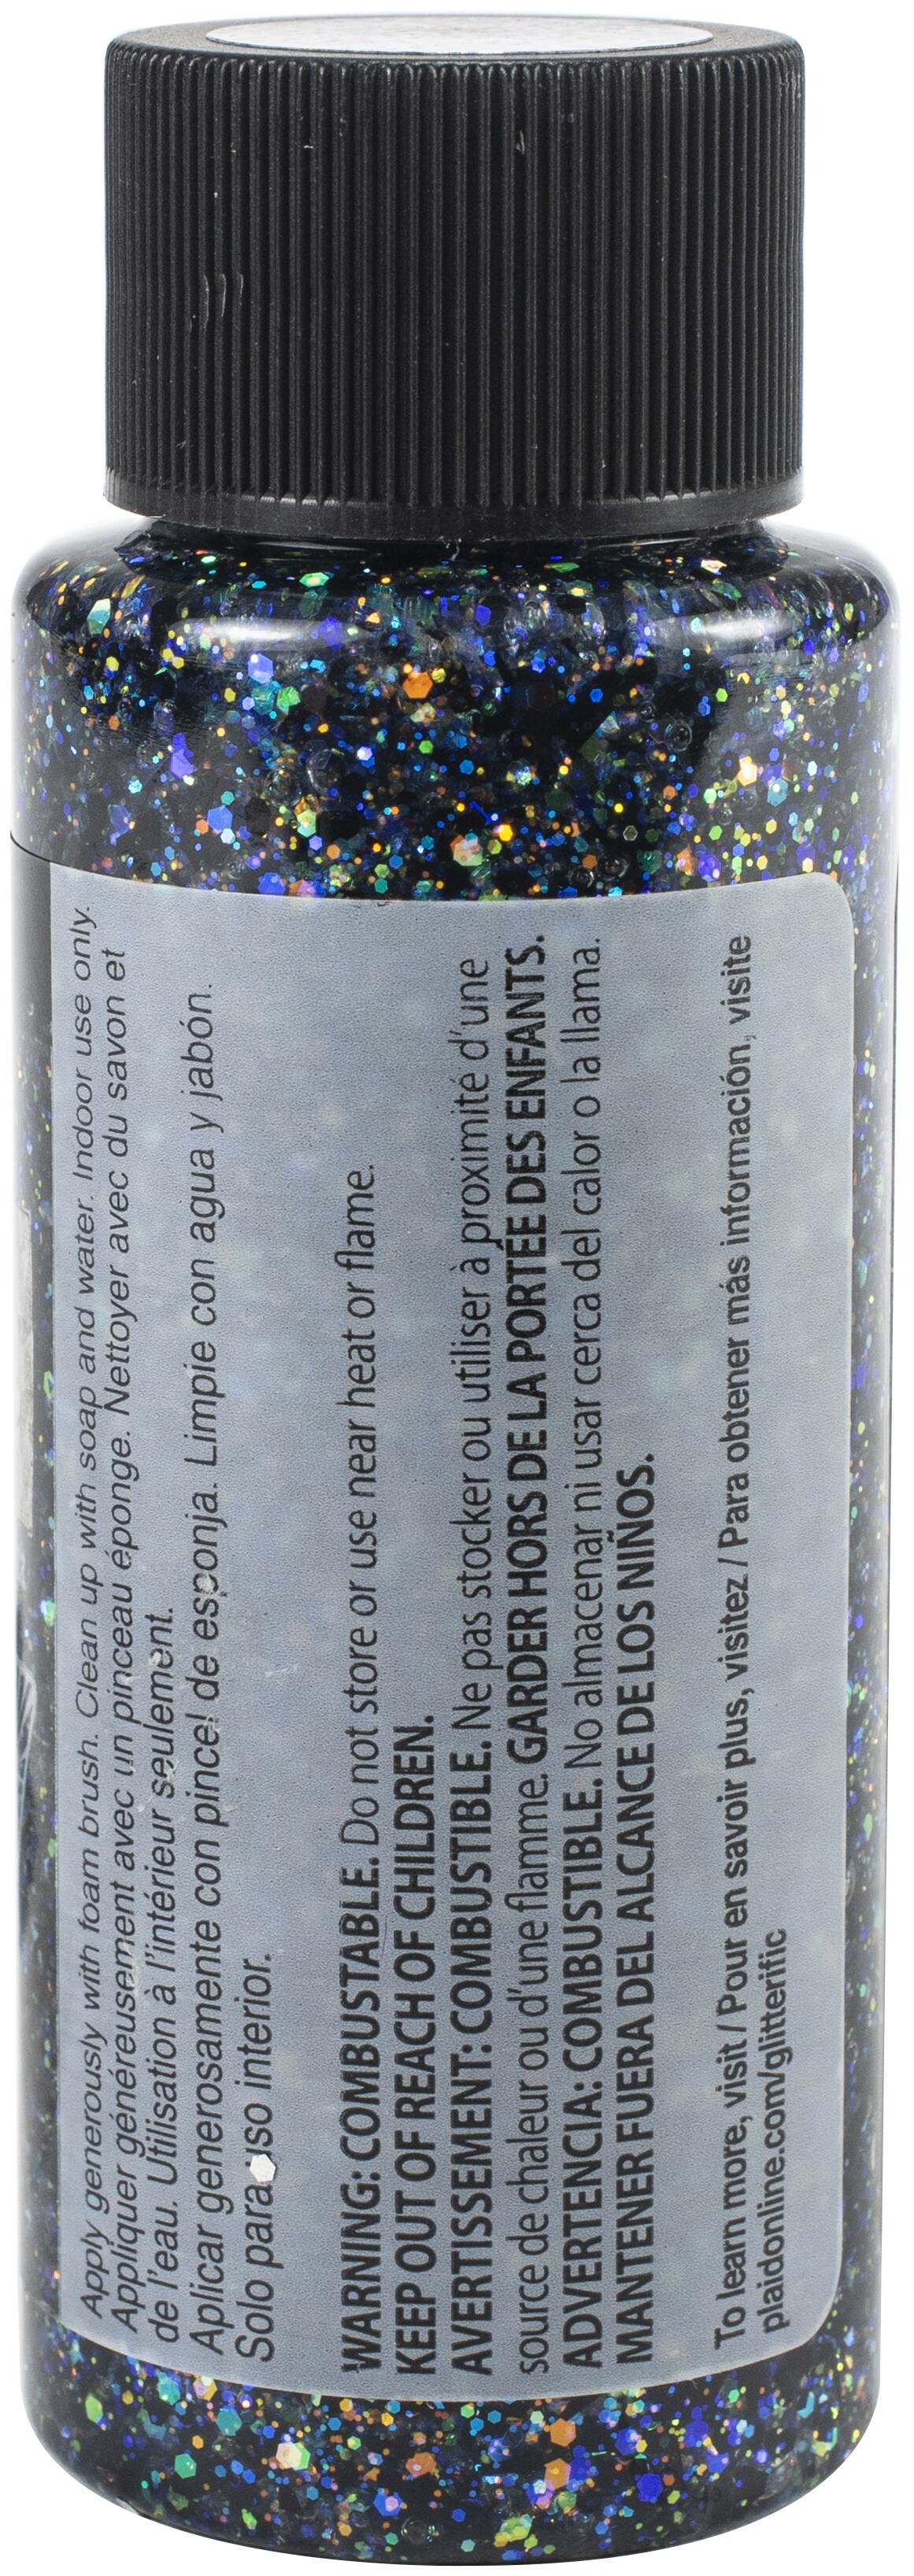 Apply generously with foam brush. Clean up with soap and water. Indoor use only.
Appliquer généreusement avec un pinceau éponge. Nettoyer avec du savon et
de l'eau. Utilisation à l'intérieur seulement.
Aplicar generosamente con pincel de esponja. Limpie con agua y jabón.
Solo para uso interior.
WARNING: COMBUSTABLE. Do not store or use near heat or flame.
KEEP OUT OF REACH OF CHILDREN.
AVERTISSEMENT: COMBUSTIBLE. Ne pas stocker ou utiliser à proximité d'une
source de chaleur ou d'une flamme. GARDER HORS DE LA PORTÉE DES ENFANTS.
ADVERTENCIA: COMBUSTIBLE. No almacenar ni usar cerca del calor o la llama.
MANTENER FUERA DEL ALCANCE DE LOS NIÑOS.
To learn more, visit / Pour en savoir plus, visitez / Para obtener más información, visite
plaidonline.com/glitterific